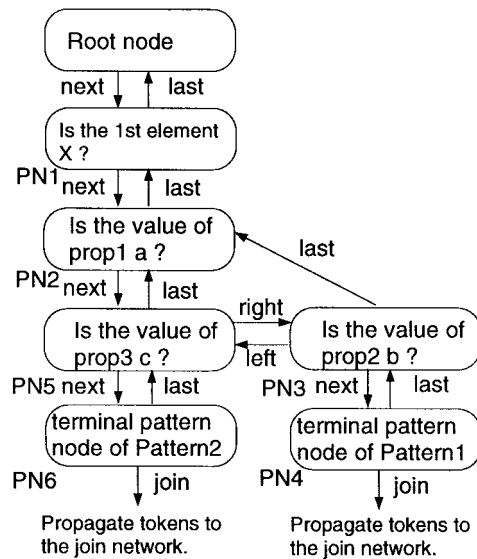 Root node
next
last
Is the 1st element
X ?
PN1
next
last
Is the value of
prop1 a ?
last
PN2
next
last
right
Is the value of
prop3 c ?
left
Is the value of
prop2 b ?
PN5
next
last
PN3
next
last
terminal pattern
node of Pattern2
terminal pattern
node of Pattern1
PN6
join
PN4
join
Propagate tokens to
the join network.
Propagate tokens to
the join network.